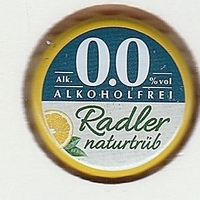 Alk. 0.0 % vol
ALKOHOLFREI
Radler
naturtrüb